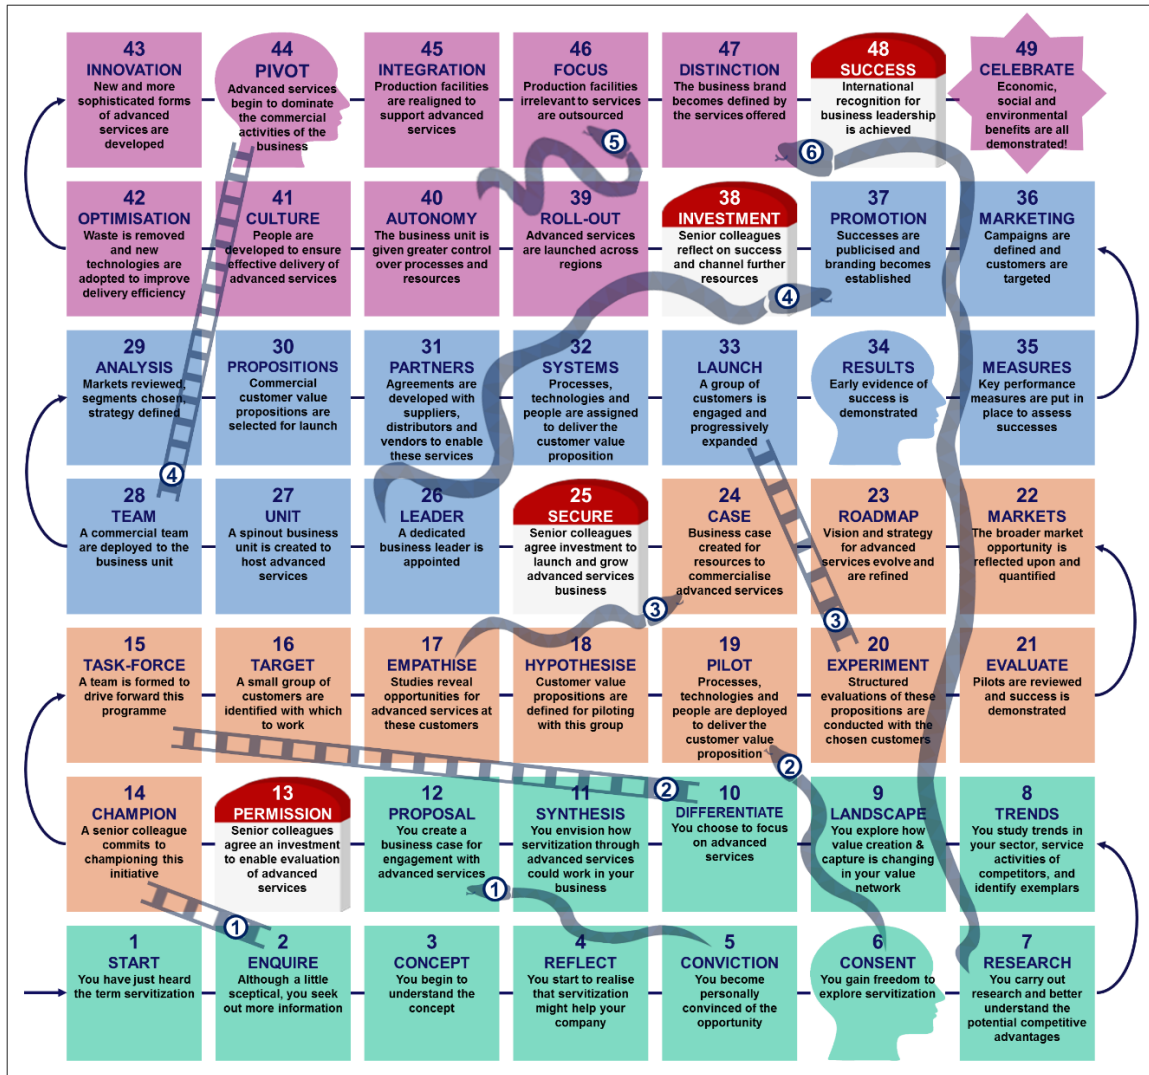 43
INNOVATION
New and more
sophisticated forms
of advanced
services are
developed
44
PIVOT
Advanced services
begin to dominate
the commercial
activities of the
business
45
INTEGRATION
Production facilities
are realigned to
support advanced
services
46
FOCUS
Production facilities
irrelevant to services
are outsourced
5
47
DISTINCTION
The business brand
becomes defined by
the services offered
6
48
SUCCESS
International
recognition for
business leadership
is achieved
49
CELEBRATE
Economic,
social and
environmental
benefits are all
demonstrated!
42
OPTIMISATION
Waste is removed
and new
technologies are
adopted to improve
delivery efficiency
41
CULTURE
People are
developed to ensure
effective delivery of
advanced services
40
AUTONOMY
The business unit is
given greater control
over processes and
resources
39
ROLL-OUT
Advanced services
are launched across
regions
38
INVESTMENT
Senior colleagues
reflect on success
and channel further
resources
4
37
PROMOTION
Successes are
publicised and
branding becomes
established
36
MARKETING
Campaigns are
defined and
customers are
targeted
29
ANALYSIS
Markets reviewed,
segments chosen,
strategy defined
4
30
PROPOSITIONS
Commercial
customer value
propositions are
selected for launch
31
PARTNERS
Agreements are
developed with
suppliers,
distributors and
vendors to enable
these services
32
SYSTEMS
Processes,
technologies and
people are assigned
to deliver the
customer value
proposition
33
LAUNCH
A group of
customers is
engaged and
progressively
expanded
34
RESULTS
Early evidence of
success is
demonstrated
35
MEASURES
Key performance
measures are put in
place to assess
successes
28
TEAM
A commercial team
are deployed to the
business unit
27
UNIT
A spinout business
unit is created to
host advanced
services
26
LEADER
A dedicated
business leader is
appointed
25
SECURE
Senior colleagues
agree investment to
launch and grow
advanced services
business
3
24
CASE
Business case
created for
resources to
commercialise
advanced services
23
ROADMAP
Vision and strategy
for advanced
services evolve and
are refined
3
22
MARKETS
The broader market
opportunity is
reflected upon and
quantified
15
TASK-FORCE
A team is formed to
drive forward this
programme
16
TARGET
A small group of
customers are
identified with which
to work
17
EMPATHISE
Studies reveal
opportunities for
advanced services at
these customers
18
HYPOTHESISE
Customer value
propositions are
defined for piloting
with this group
19
PILOT
Processes,
technologies and
people are deployed
to deliver the
customer value
proposition
2
20
EXPERIMENT
Structured
evaluations of these
propositions are
conducted with the
chosen customers
21
EVALUATE
Pilots are reviewed
and success is
demonstrated
14
CHAMPION
A senior colleague
commits to
championing this
initiative
13
PERMISSION
Senior colleagues
agree an investment
to enable evaluation
of advanced
services
1
12
PROPOSAL
You create a
business case for
engagement with
advanced services
1
11
SYNTHESIS
You envision how
servitization through
advanced services
could work in your
business
2
10
DIFFERENTIATE
You choose to focus
on advanced
services
9
LANDSCAPE
You explore how
value creation &
capture is changing
in your value
network
8
TRENDS
You study trends in
your sector, service
activities of
competitors, and
identify exemplars
1
START
You have just heard
the term servitization
2
ENQUIRE
Although a little
sceptical, you seek
out more information
3
CONCEPT
You begin to
understand the
concept
4
REFLECT
You start to realise
that servitization
might help your
company
5
CONVICTION
You become
personally
convinced of the
opportunity
6
CONSENT
You gain freedom to
explore servitization
7
RESEARCH
You carry out
research and better
understand the
potential competitive
advantages